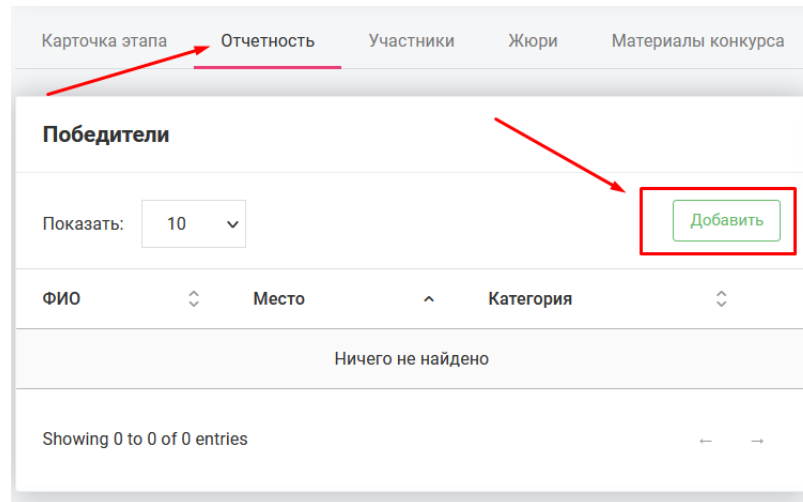 Карточка этапа Отчетность Участники Жюри Материалы конкурса
Победители
Показать: 10 Добавить
ФИО Место Категория
Ничего не найдено
Showing 0 to 0 of 0 entries ← →